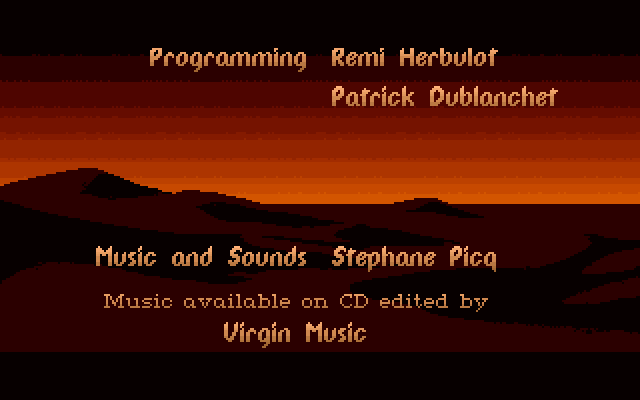 Programming Remi Herbulot
Patrick Dublanchet
Music and Sounds Stephane Picq
Music available on CD edited by
Virgin Music